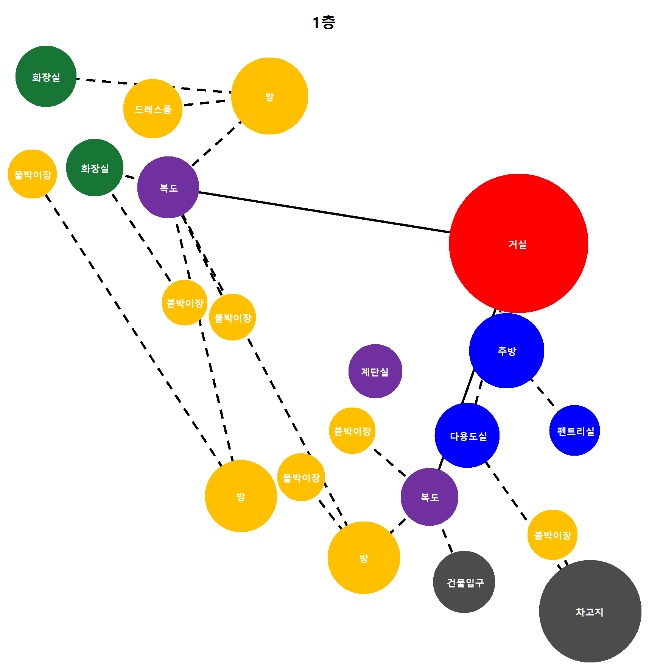 1층
화장실
드레스룸
방
붙박이장
화장실
복도
거실
붙박이장
붙박이장
주방
계단실
붙박이장
다용도실
팬트리실
붙박이장
방
복도
붙박이장
방
건물입구
차고지